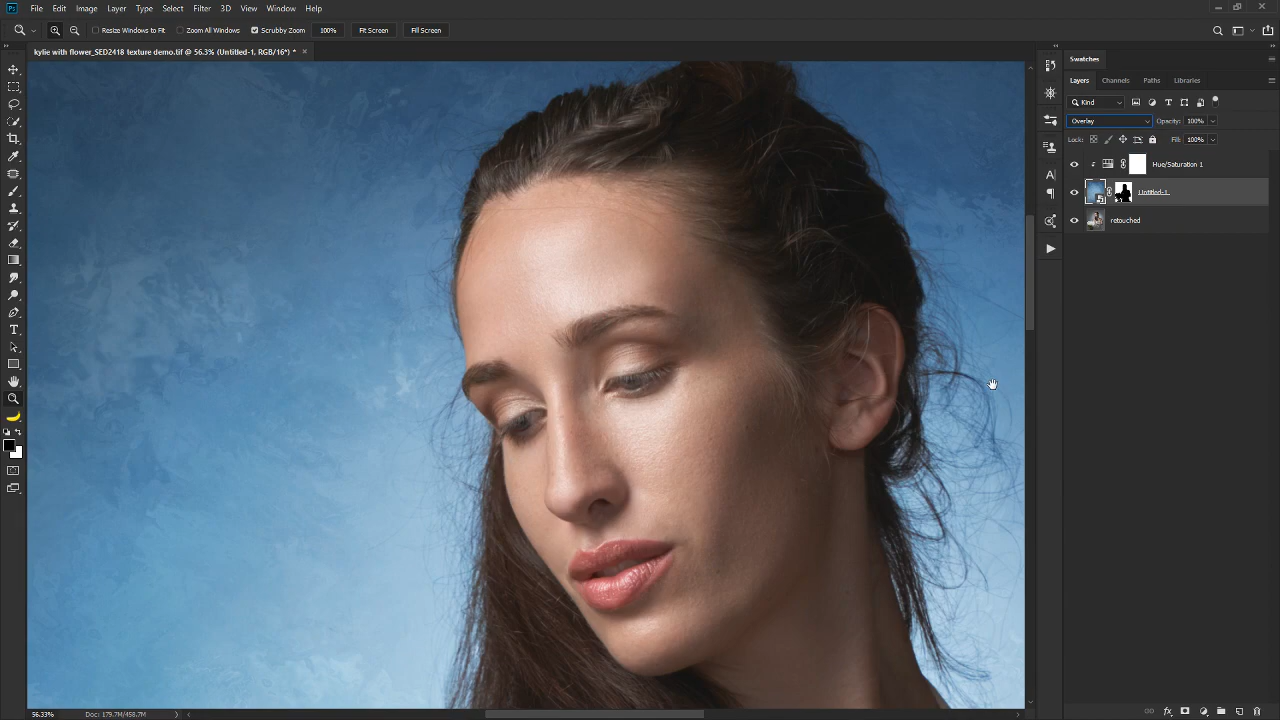 Ps File Edit Image Layer Type Select Filter 3D View Window Help
Resize Windows to Fit Zoom All Windows Scrubby Zoom 100% Fit Screen Fill Screen
kylie with flower_SED2418 texture demo.tif @ 56.3% (Untitled-1, RGB/16*) *
Swatches
Layers Channels Paths Libraries
Kind
Overlay Opacity: 100%
Lock: Fill: 100%
Hue/Saturation 1
Untitled-1
retouched
56.33% Doc: 179.7M/458.7M